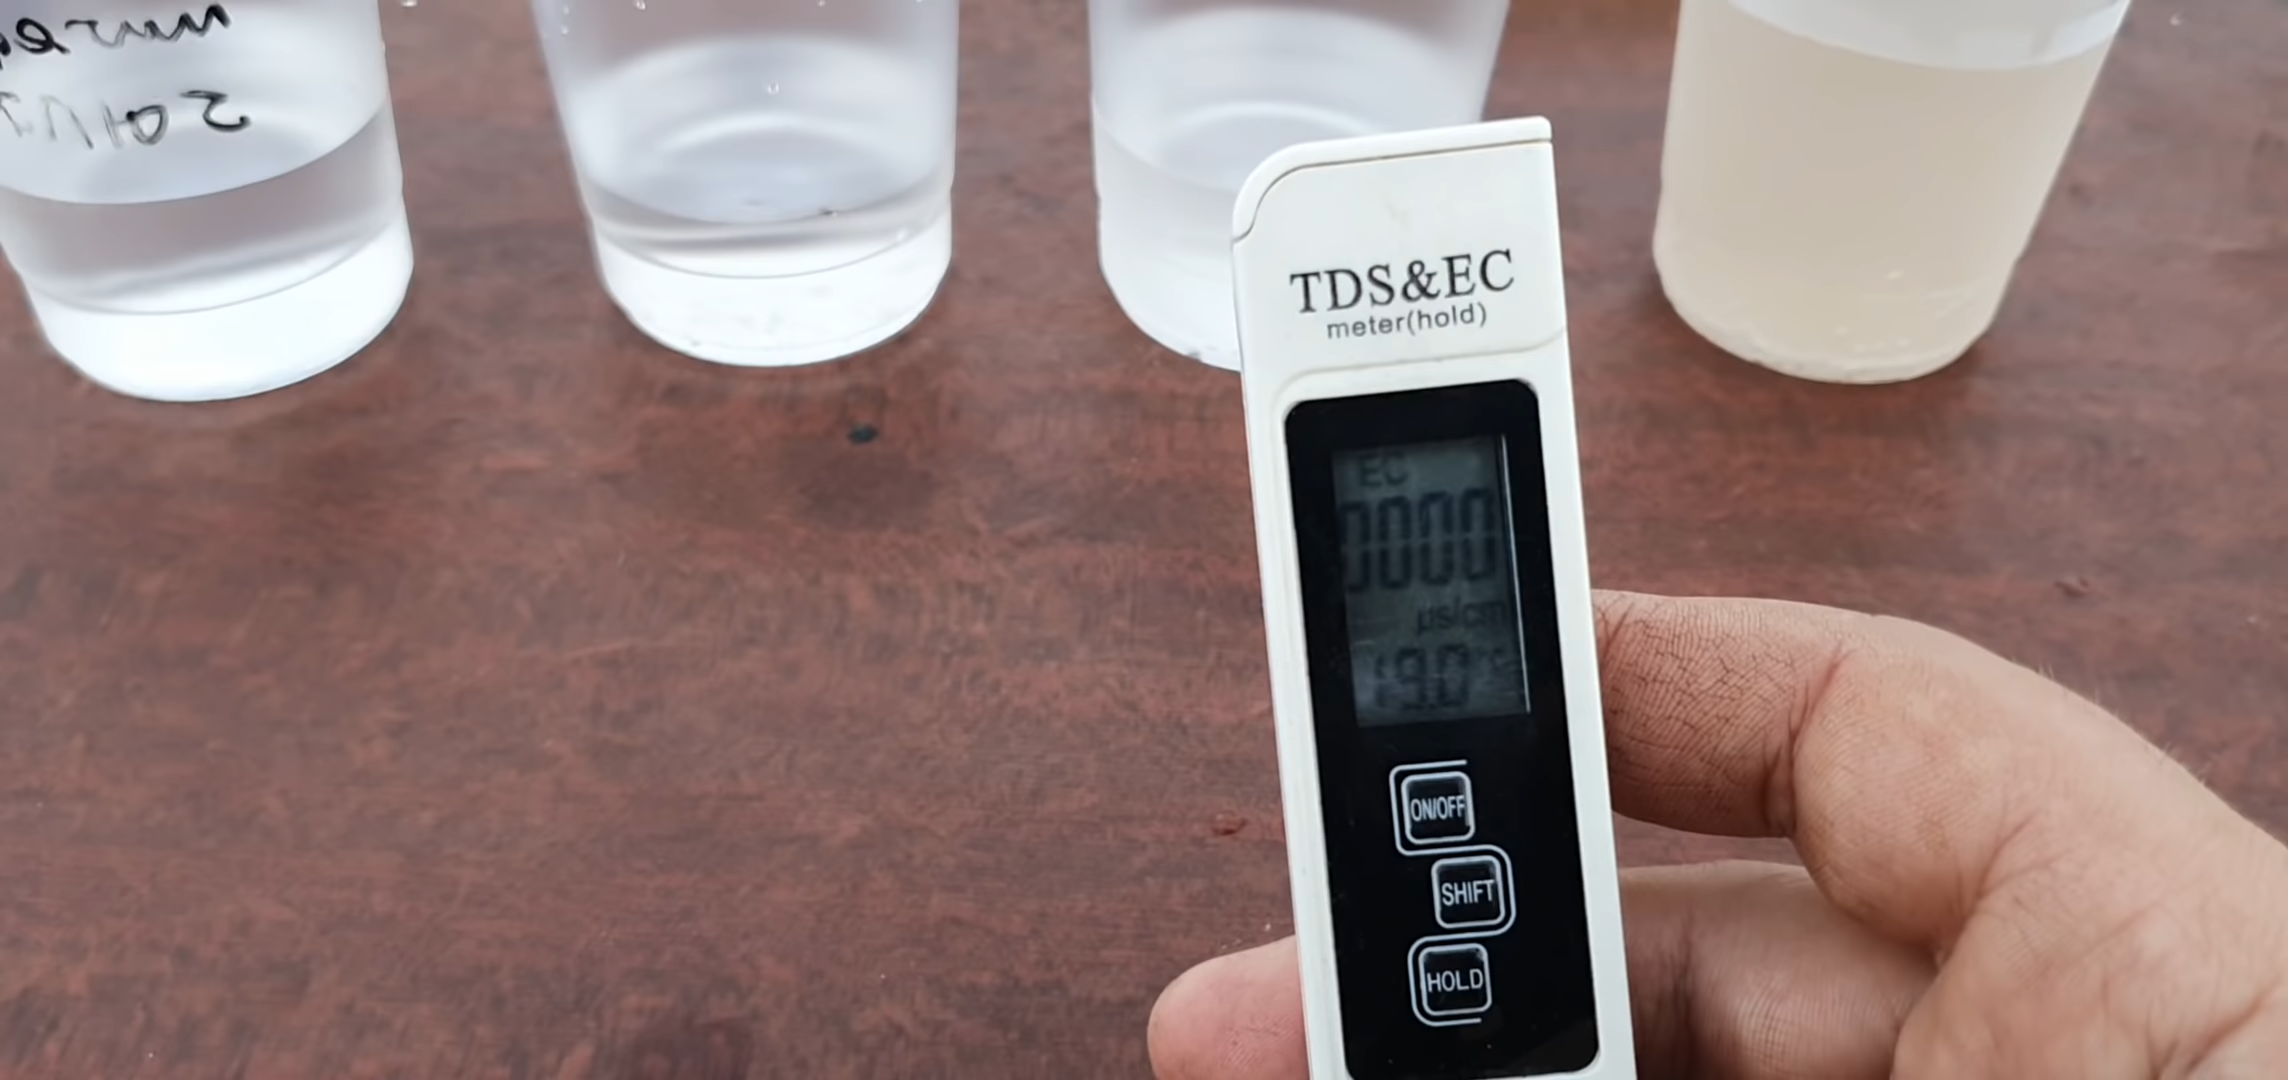 TDS&EC
meter(hold)
EC
0000
µs/cm
19.0 °C
ON/OFF
SHIFT
HOLD